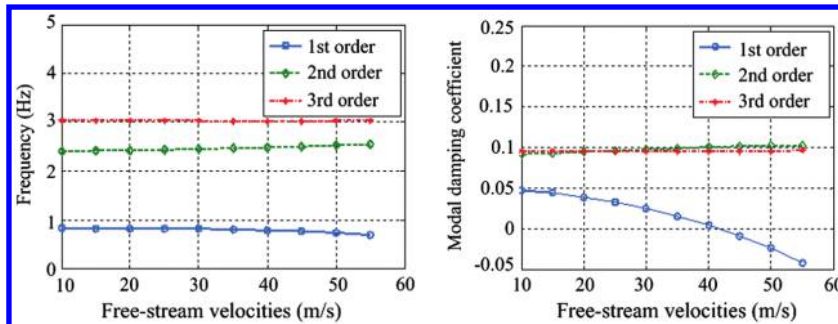 5
4
3
2
1
0
Frequency (Hz)
1st order
2nd order
3rd order
10 20 30 40 50 60
Free-stream velocities (m/s)
0.25
0.20
0.15
0.1
0.05
0
-0.05
Modal damping coefficient
1st order
2nd order
3rd order
10 20 30 40 50 60
Free-stream velocities (m/s)